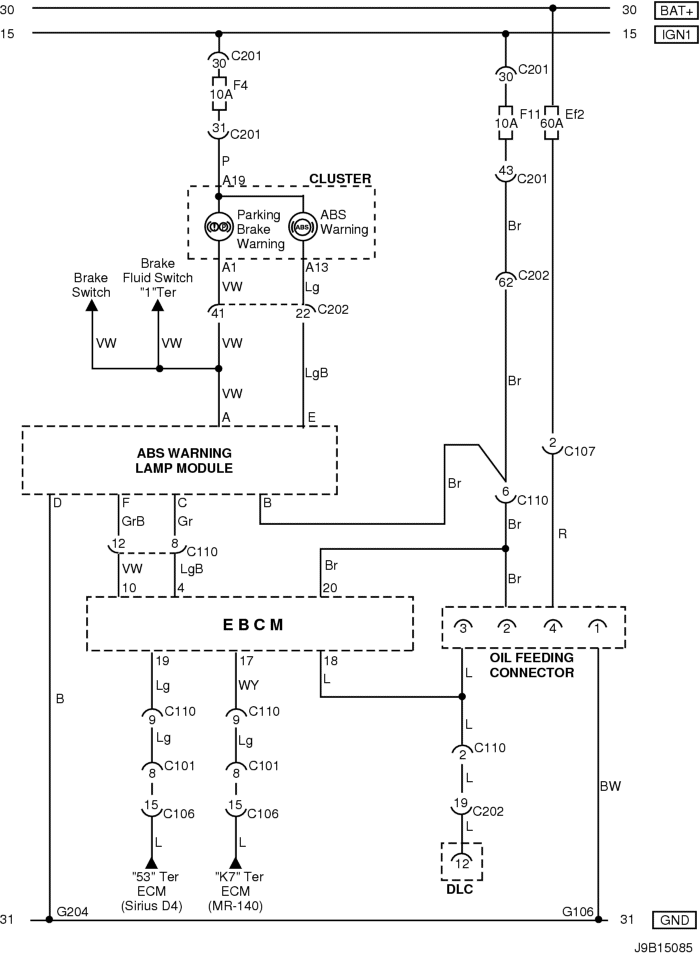 30 30 BAT+
15 15 IGN1
C201
30
F4
10A
31
C201
P
A19
C201
30
F11
10A
Ef2
60A
43
C201
Br
CLUSTER
Parking
Brake
Warning
ABS
ABS
Warning
A1
A13
VW
Lg
C202
62
Brake
Switch
Brake
Fluid Switch
"1"Ter
41
22
C202
VW
VW
VW
LgB
Br
VW
A
E
ABS WARNING
LAMP MODULE
2
C107
D
F
C
B
Br
6
C110
GrB
Gr
Br
R
12
8
C110
VW
LgB
Br
Br
10
4
20
E B C M
3 2 4 1
OIL FEEDING
CONNECTOR
19
17
18
L
L
Lg
WY
B
C110
9
C110
9
L
C110
2
Lg
Lg
C101
8
C101
8
L
BW
15
C106
15
C106
19
C202
L
L
L
12
DLC
"53" Ter
ECM
(Sirius D4)
"K7" Ter
ECM
(MR-140)
G204
G106
31 31 GND
J9B15085